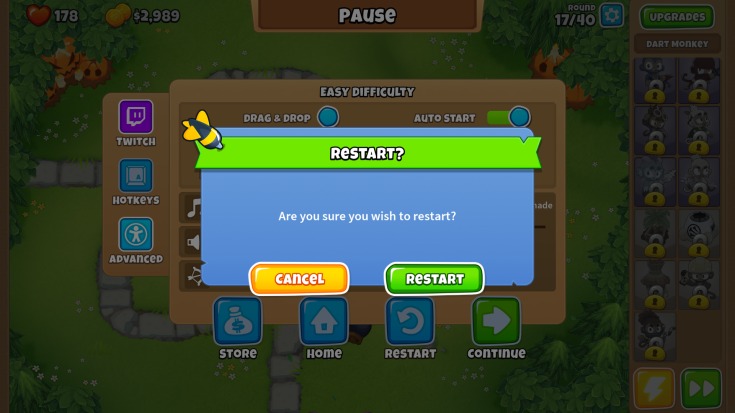 178
$2,989
PAUSE
ROUND
17/40
UPGRADES
DART MONKEY
EASY DIFFICULTY
DRAG & DROP
AUTO START
TWITCH
HOTKEYS
ADVANCED
RESTART?
Are you sure you wish to restart?
CANCEL
RESTART
STORE
HOME
RESTART
CONTINUE